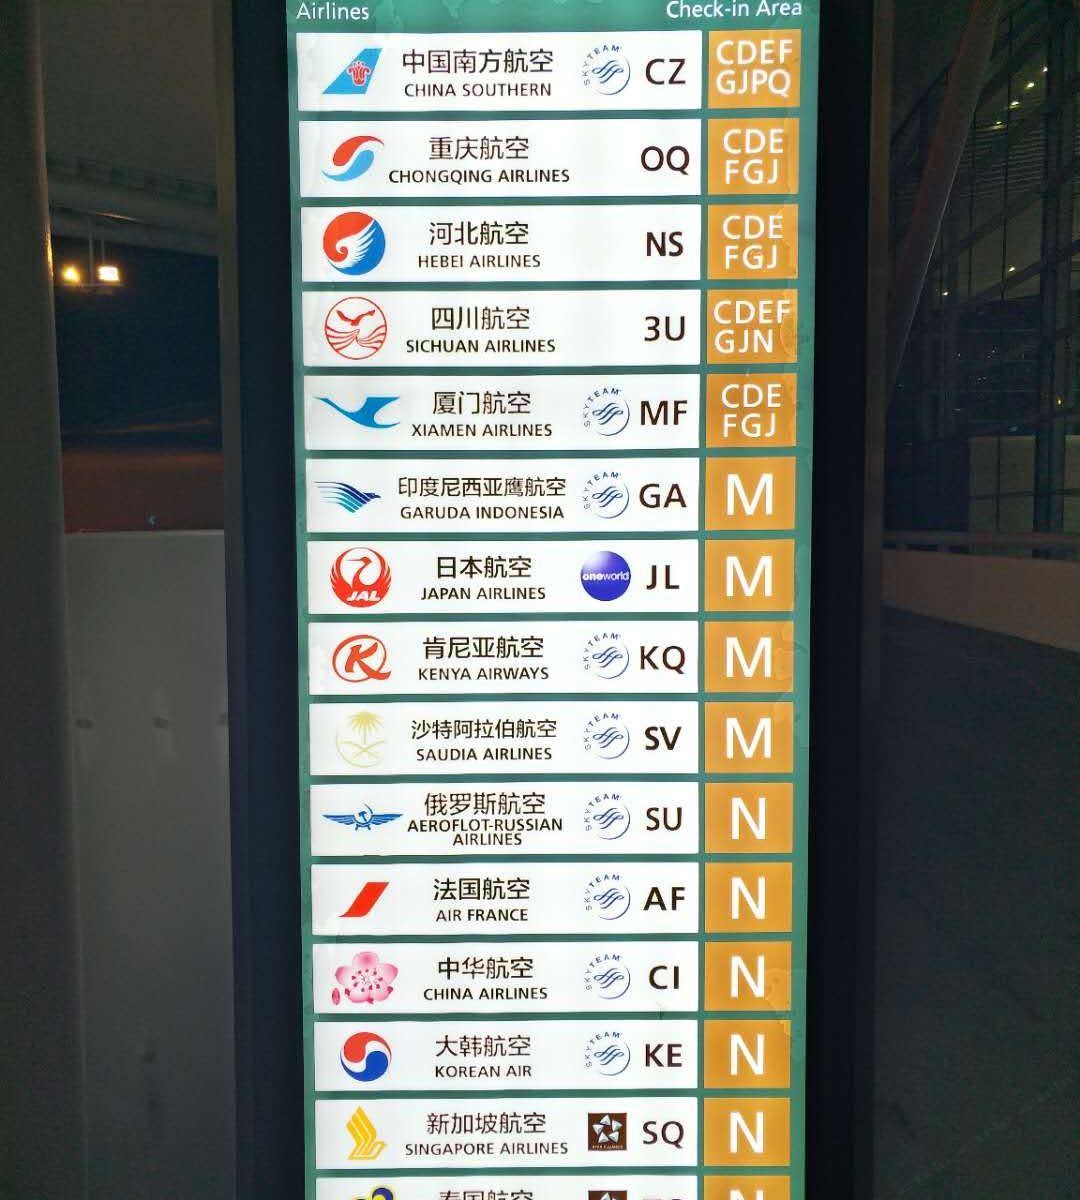 Airlines Check-in Area
中国南方航空
CHINA SOUTHERN
SKYTEAM
CZ
CDEF
GJPQ
重庆航空
CHONGQING AIRLINES
OQ
CDE
FGJ
河北航空
HEBEI AIRLINES
NS
CDE
FGJ
四川航空
SICHUAN AIRLINES
3U
CDEF
GJN
厦门航空
XIAMEN AIRLINES
SKYTEAM
MF
CDE
FGJ
印度尼西亚鹰航空
GARUDA INDONESIA
SKYTEAM
GA
M
JAL
日本航空
JAPAN AIRLINES
oneworld
JL
M
肯尼亚航空
KENYA AIRWAYS
SKYTEAM
KQ
M
沙特阿拉伯航空
SAUDIA AIRLINES
SKYTEAM
SV
M
俄罗斯航空
AEROFLOT-RUSSIAN
AIRLINES
SKYTEAM
SU
N
法国航空
AIR FRANCE
SKYTEAM
AF
N
中华航空
CHINA AIRLINES
SKYTEAM
CI
N
大韩航空
KOREAN AIR
SKYTEAM
KE
N
新加坡航空
SINGAPORE AIRLINES
STAR ALLIANCE
SQ
N
泰国航空
TG
N